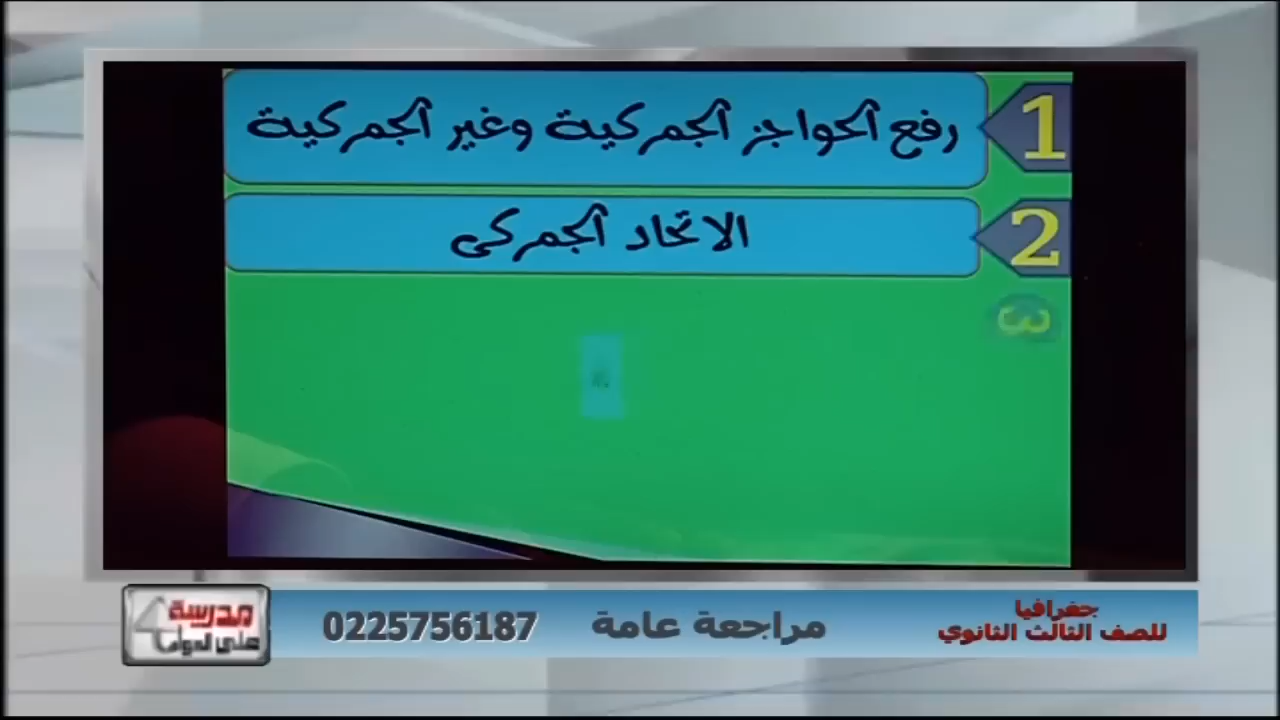 1
رفع الحواجز الجمركية وغير الجمركية
2
الاتحاد الجمركى
3
جغرافيا
للصف الثالث الثانوي
مراجعة عامة
0225756187
مدرسة
على الهواء
4